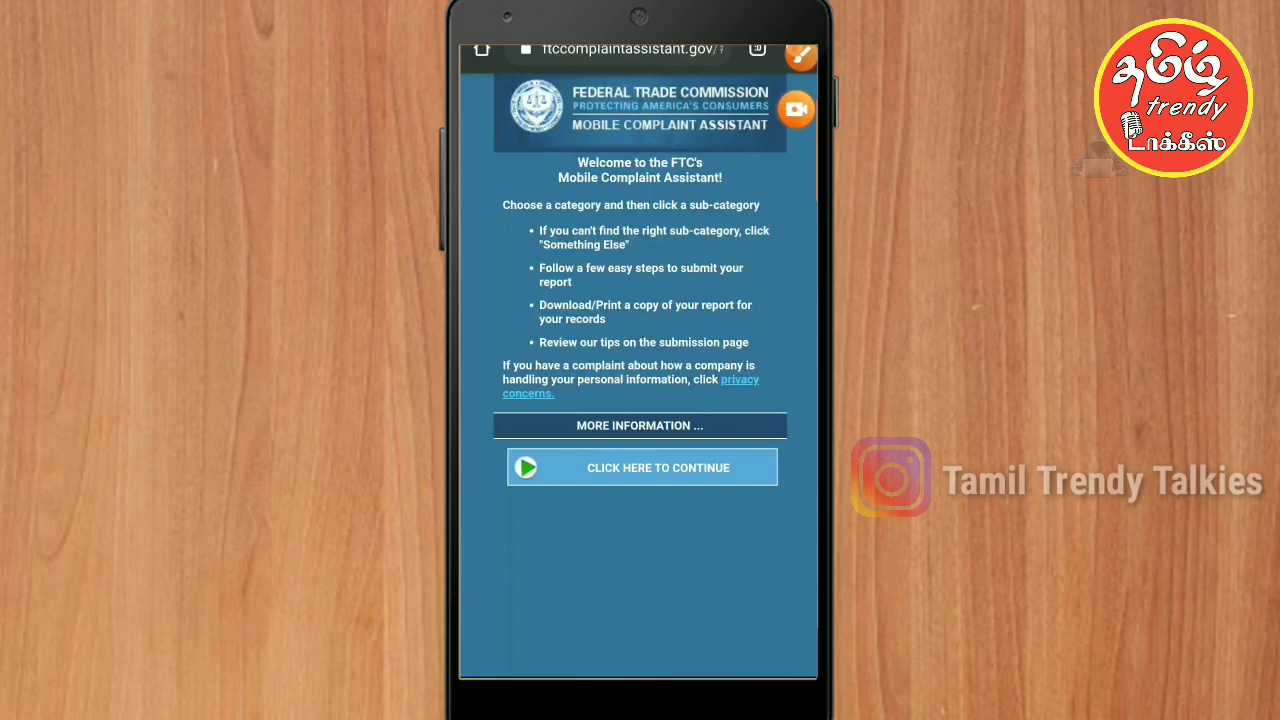 ftccomplaintassistant.gov/
FEDERAL TRADE COMMISSION
PROTECTING AMERICA'S CONSUMERS
MOBILE COMPLAINT ASSISTANT
Welcome to the FTC's
Mobile Complaint Assistant!
Choose a category and then click a sub-category
• If you can't find the right sub-category, click
"Something Else"
• Follow a few easy steps to submit your
report
• Download/Print a copy of your report for
your records
• Review our tips on the submission page
If you have a complaint about how a company is
handling your personal information, click privacy
concerns.
MORE INFORMATION ...
CLICK HERE TO CONTINUE
தமிழ்
trendy
டாக்கீஸ்
Tamil Trendy Talkies